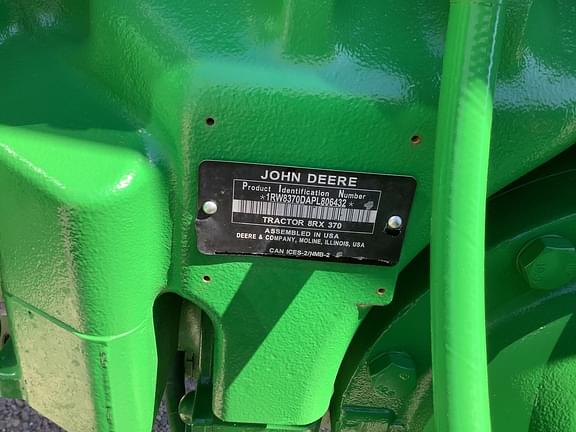 JOHN DEERE
Product Identification Number
*1RW8370DAPL806432*
TRACTOR 8RX 370
ASSEMBLED IN USA
DEERE & COMPANY, MOLINE, ILLINOIS, USA
CAN ICES-2/NMB-2